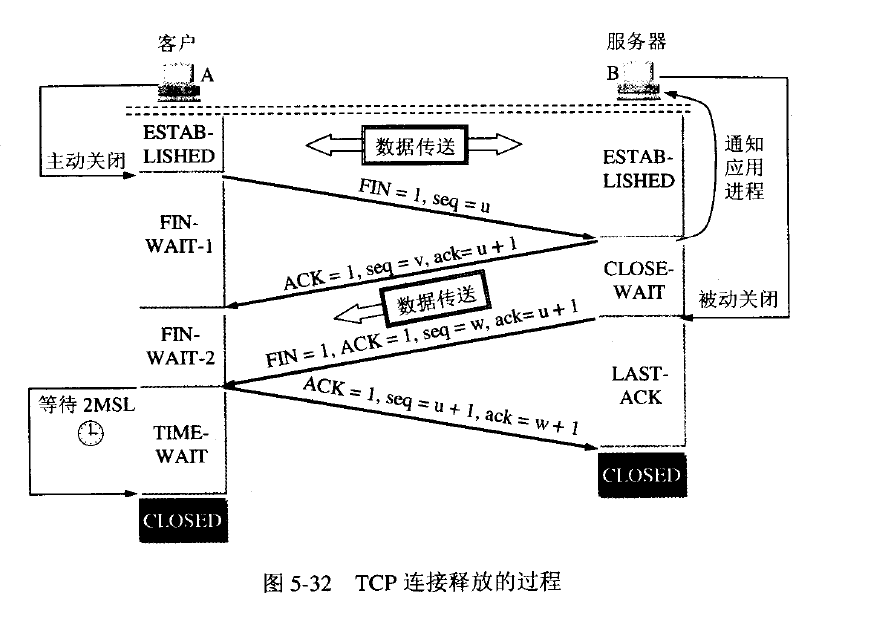 客户
服务器
A
B
ESTAB-
LISHED
数据传送
主动关闭
ESTAB-
LISHED
通知
应用
进程
FIN = 1, seq = u
FIN-
WAIT-1
ACK = 1, seq = v, ack= u + 1
CLOSE-
WAIT
数据传送
被动关闭
FIN-
WAIT-2
FIN = 1, ACK = 1, seq = w, ack= u + 1
LAST-
ACK
等待 2MSL
ACK = 1, seq = u + 1, ack = w + 1
TIME-
WAIT
CLOSED
CLOSED
图 5-32 TCP 连接释放的过程